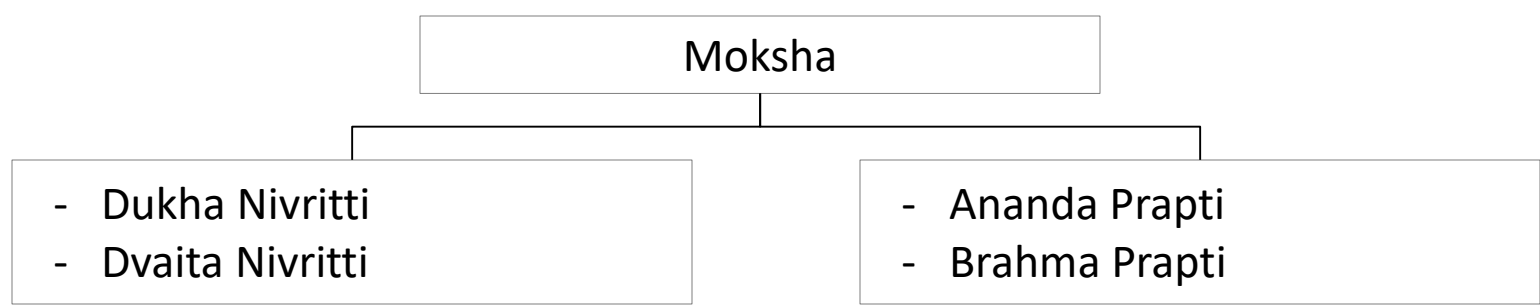 Moksha
- Dukha Nivritti
- Dvaita Nivritti
- Ananda Prapti
- Brahma Prapti